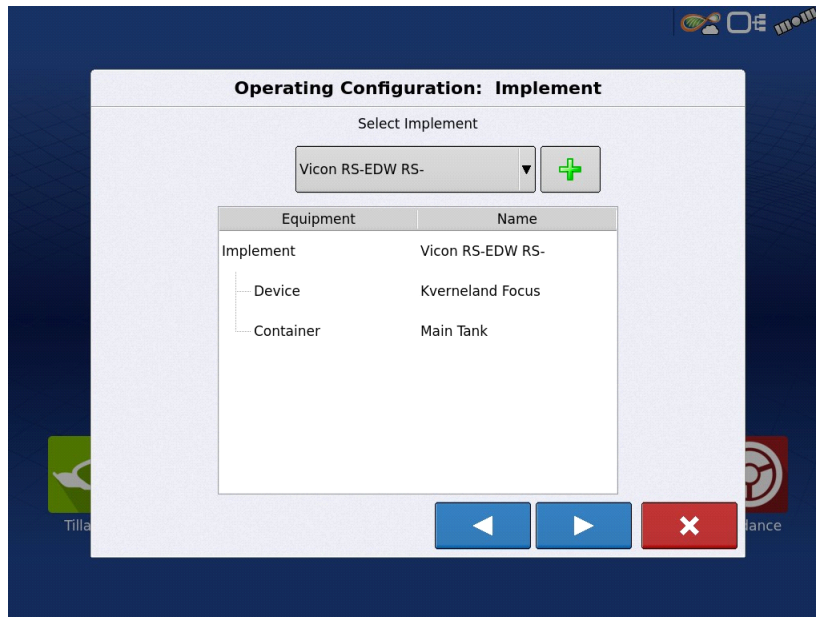 Operating Configuration: Implement
Select Implement
Vicon RS-EDW RS-
Equipment Name
Implement Vicon RS-EDW RS-
Device Kverneland Focus
Container Main Tank
Tilla
dance